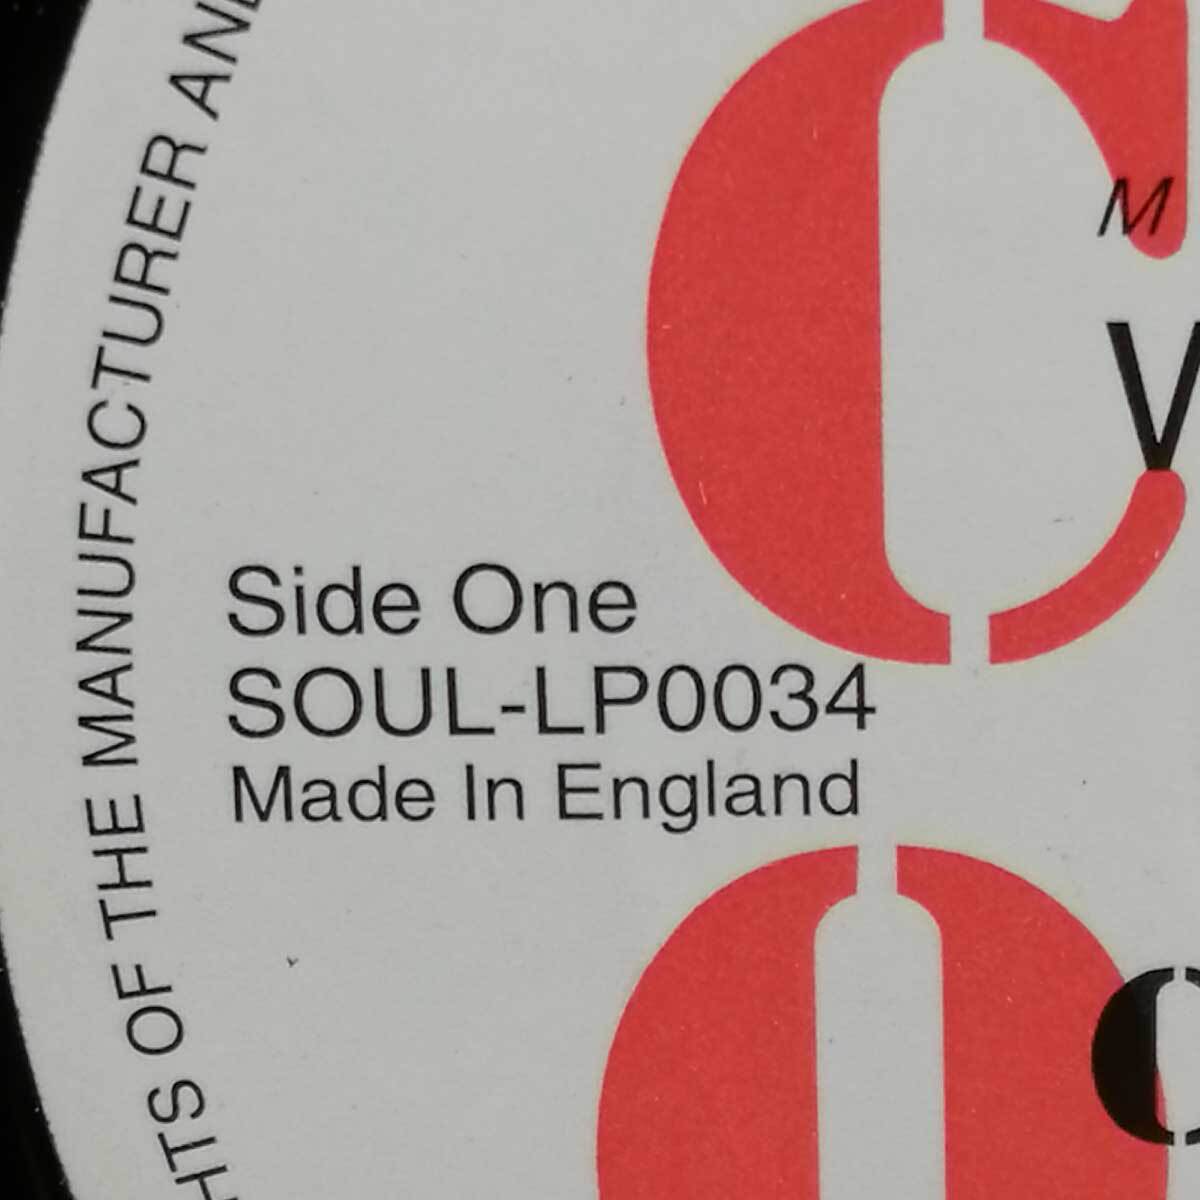 HTS OF THE MANUFACTURER AND
Side One
SOUL-LP0034
Made In England
C
M
V
O